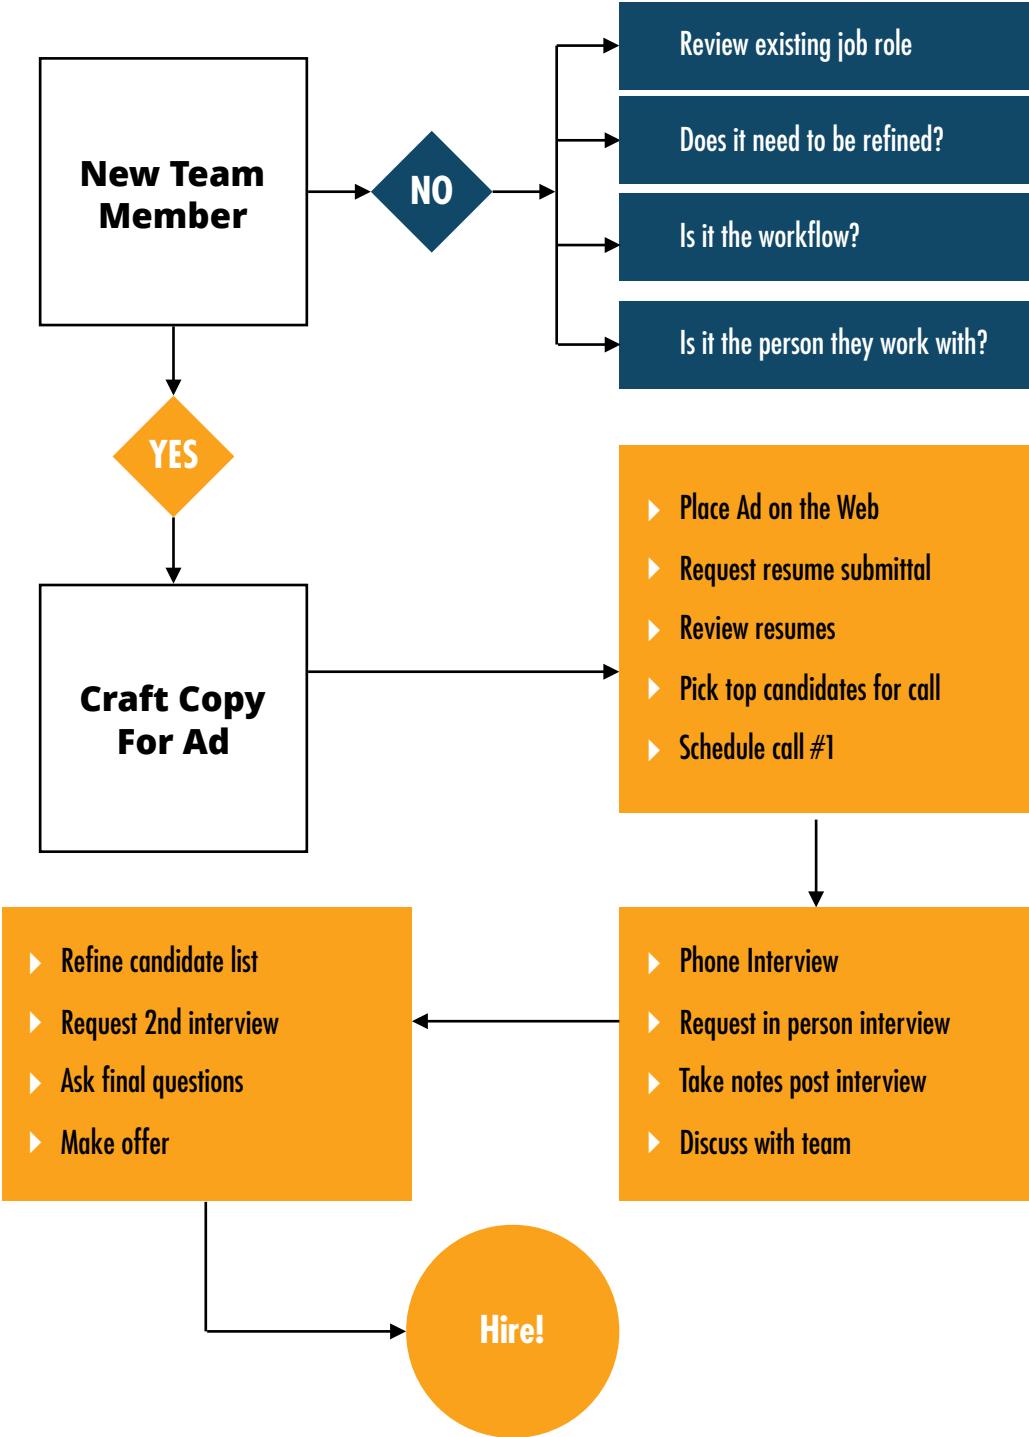 New Team
Member
NO
Review existing job role
Does it need to be refined?
Is it the workflow?
Is it the person they work with?
YES
Craft Copy
For Ad
Place Ad on the Web
Request resume submittal
Review resumes
Pick top candidates for call
Schedule call #1
Phone Interview
Request in person interview
Take notes post interview
Discuss with team
Refine candidate list
Request 2nd interview
Ask final questions
Make offer
Hire!